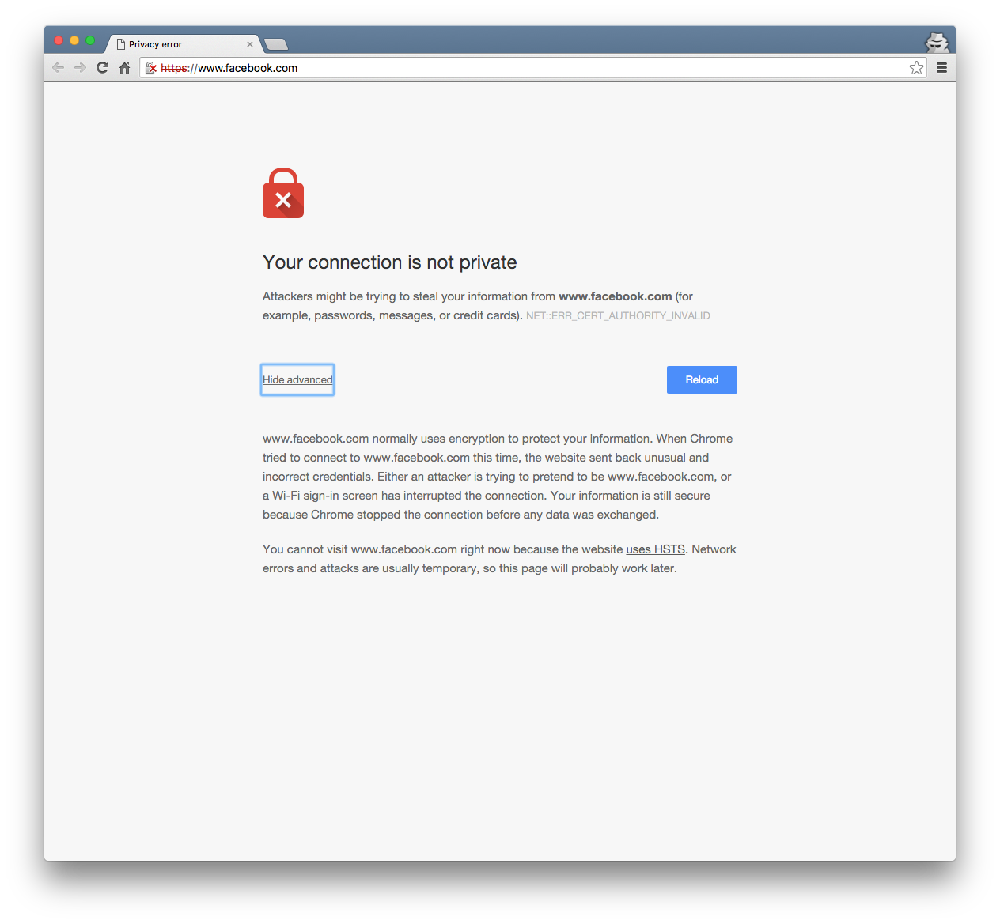 Privacy error
https://www.facebook.com
Your connection is not private
Attackers might be trying to steal your information from www.facebook.com (for
example, passwords, messages, or credit cards). NET::ERR_CERT_AUTHORITY_INVALID
Hide advanced
Reload
www.facebook.com normally uses encryption to protect your information. When Chrome
tried to connect to www.facebook.com this time, the website sent back unusual and
incorrect credentials. Either an attacker is trying to pretend to be www.facebook.com, or
a Wi-Fi sign-in screen has interrupted the connection. Your information is still secure
because Chrome stopped the connection before any data was exchanged.
You cannot visit www.facebook.com right now because the website uses HSTS. Network
errors and attacks are usually temporary, so this page will probably work later.